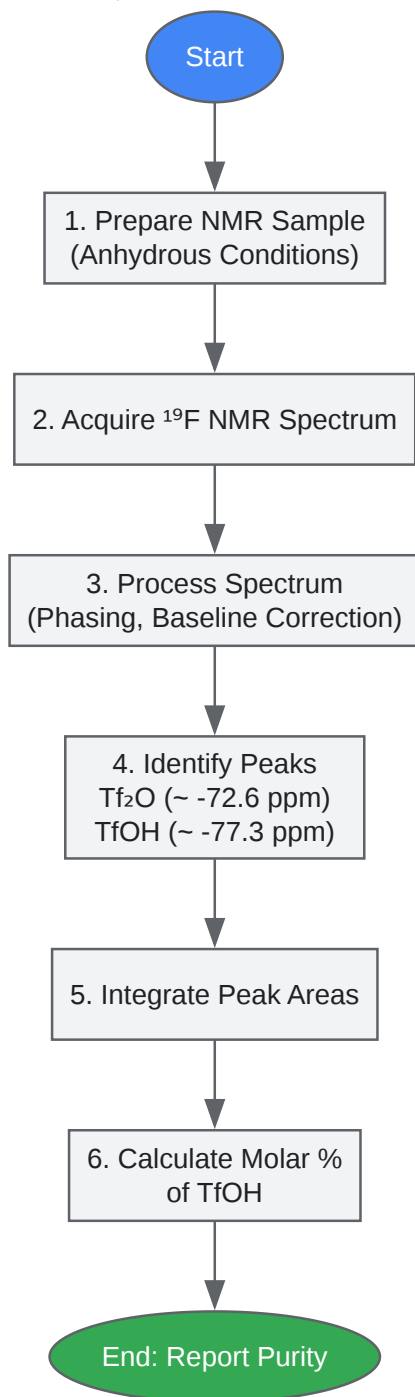 Start
1. Prepare NMR Sample
(Anhydrous Conditions)
2. Acquire ¹⁹F NMR Spectrum
3. Process Spectrum
(Phasing, Baseline Correction)
4. Identify Peaks
Tf₂O (~ -72.6 ppm)
TfOH (~ -77.3 ppm)
5. Integrate Peak Areas
6. Calculate Molar %
of TfOH
End: Report Purity